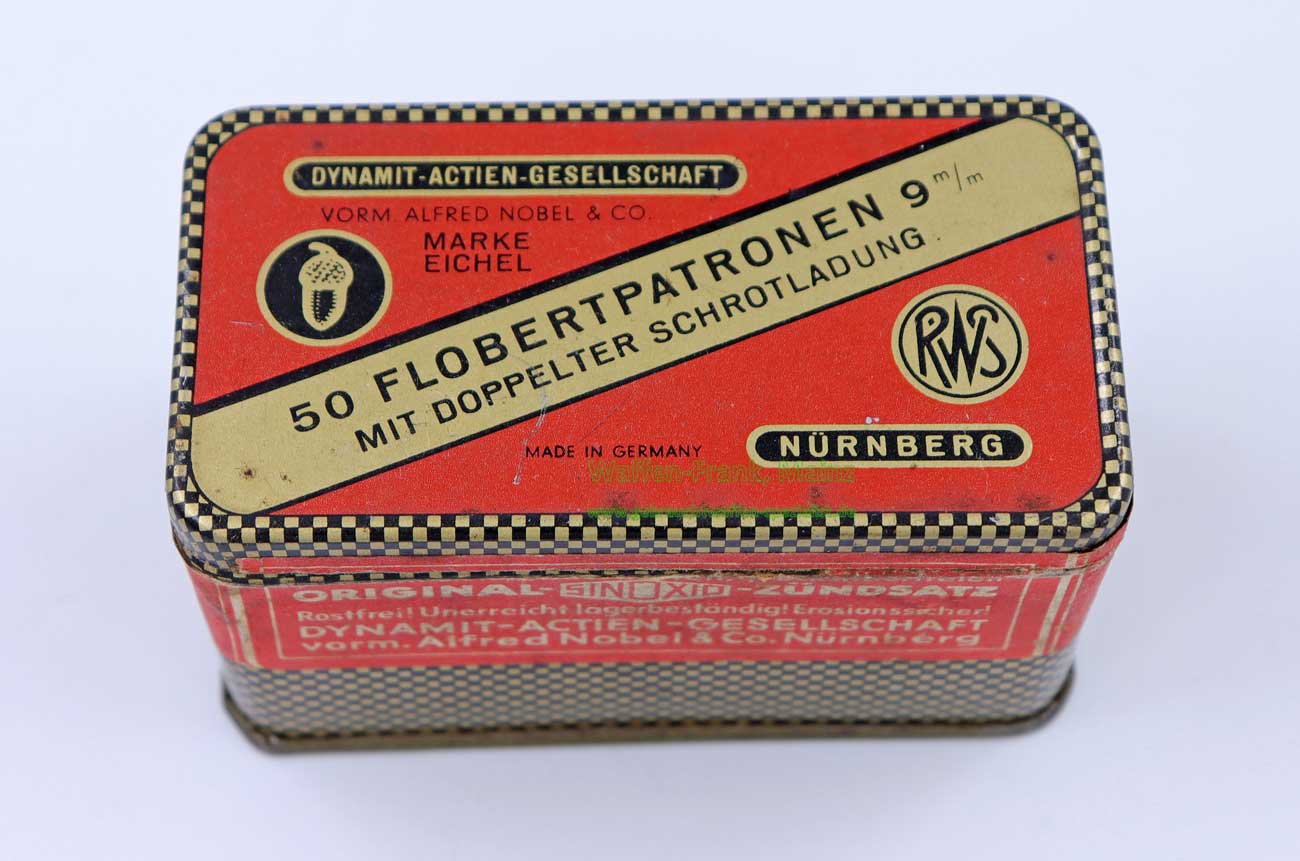 DYNAMIT-ACTIEN-GESELLSCHAFT
VORM. ALFRED NOBEL & CO.
MARKE
EICHEL
50 FLOBERTPATRONEN 9 m/m
MIT DOPPELTER SCHROTLADUNG
RWS
MADE IN GERMANY
NÜRNBERG
Waffen-Frank, Mainz
ORIGINAL-SINOXID-ZÜNDSATZ
Rostfrei! Unerreicht lagerbeständig! Erosionssicher!
DYNAMIT-ACTIEN-GESELLSCHAFT
vorm. Alfred Nobel & Co. Nürnberg